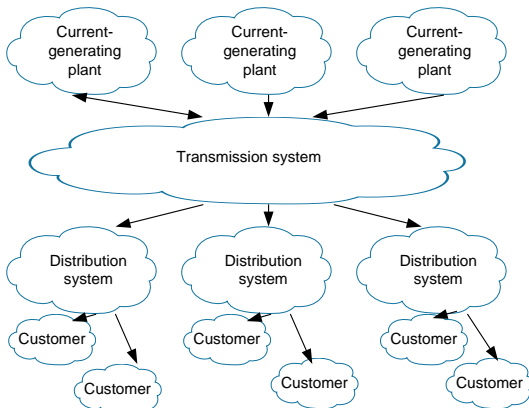 Current-
generating
plant
Current-
generating
plant
Current-
generating
plant
Transmission system
Distribution
system
Distribution
system
Distribution
system
Customer
Customer
Customer
Customer
Customer
Customer